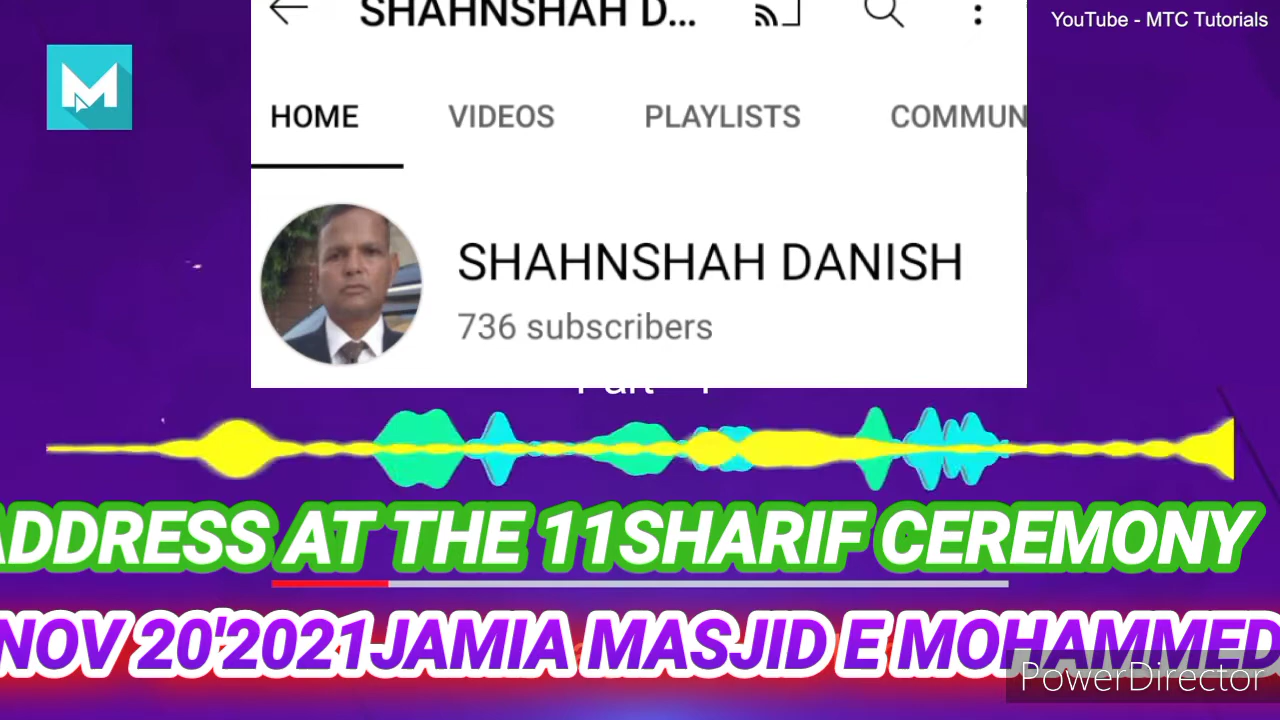 SHAHNSHAH D...
YouTube - MTC Tutorials
HOME VIDEOS PLAYLISTS COMMUN
SHAHNSHAH DANISH
736 subscribers
ADDRESS AT THE 11SHARIF CEREMONY
NOV 20'2021JAMIA MASJID E MOHAMMED
PowerDirector